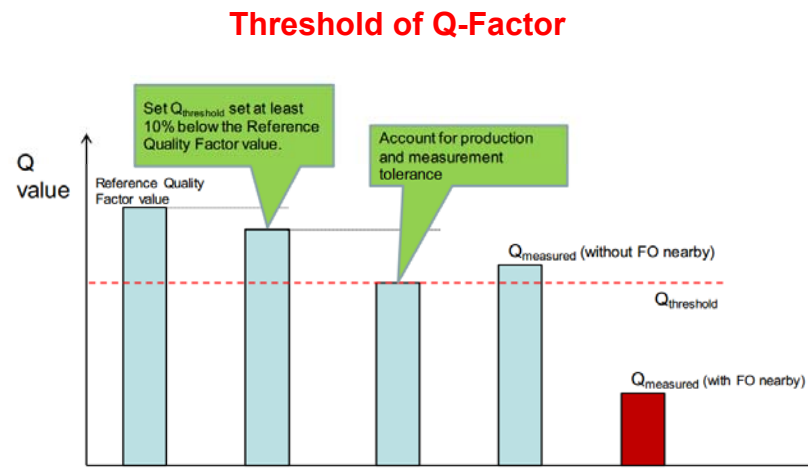 Threshold of Q-Factor
Set Qthreshold set at least
10% below the Reference
Quality Factor value.
Account for production
and measurement
tolerance
Q
value
Reference Quality
Factor value
Qmeasured (without FO nearby)
Qthreshold
Qmeasured (with FO nearby)